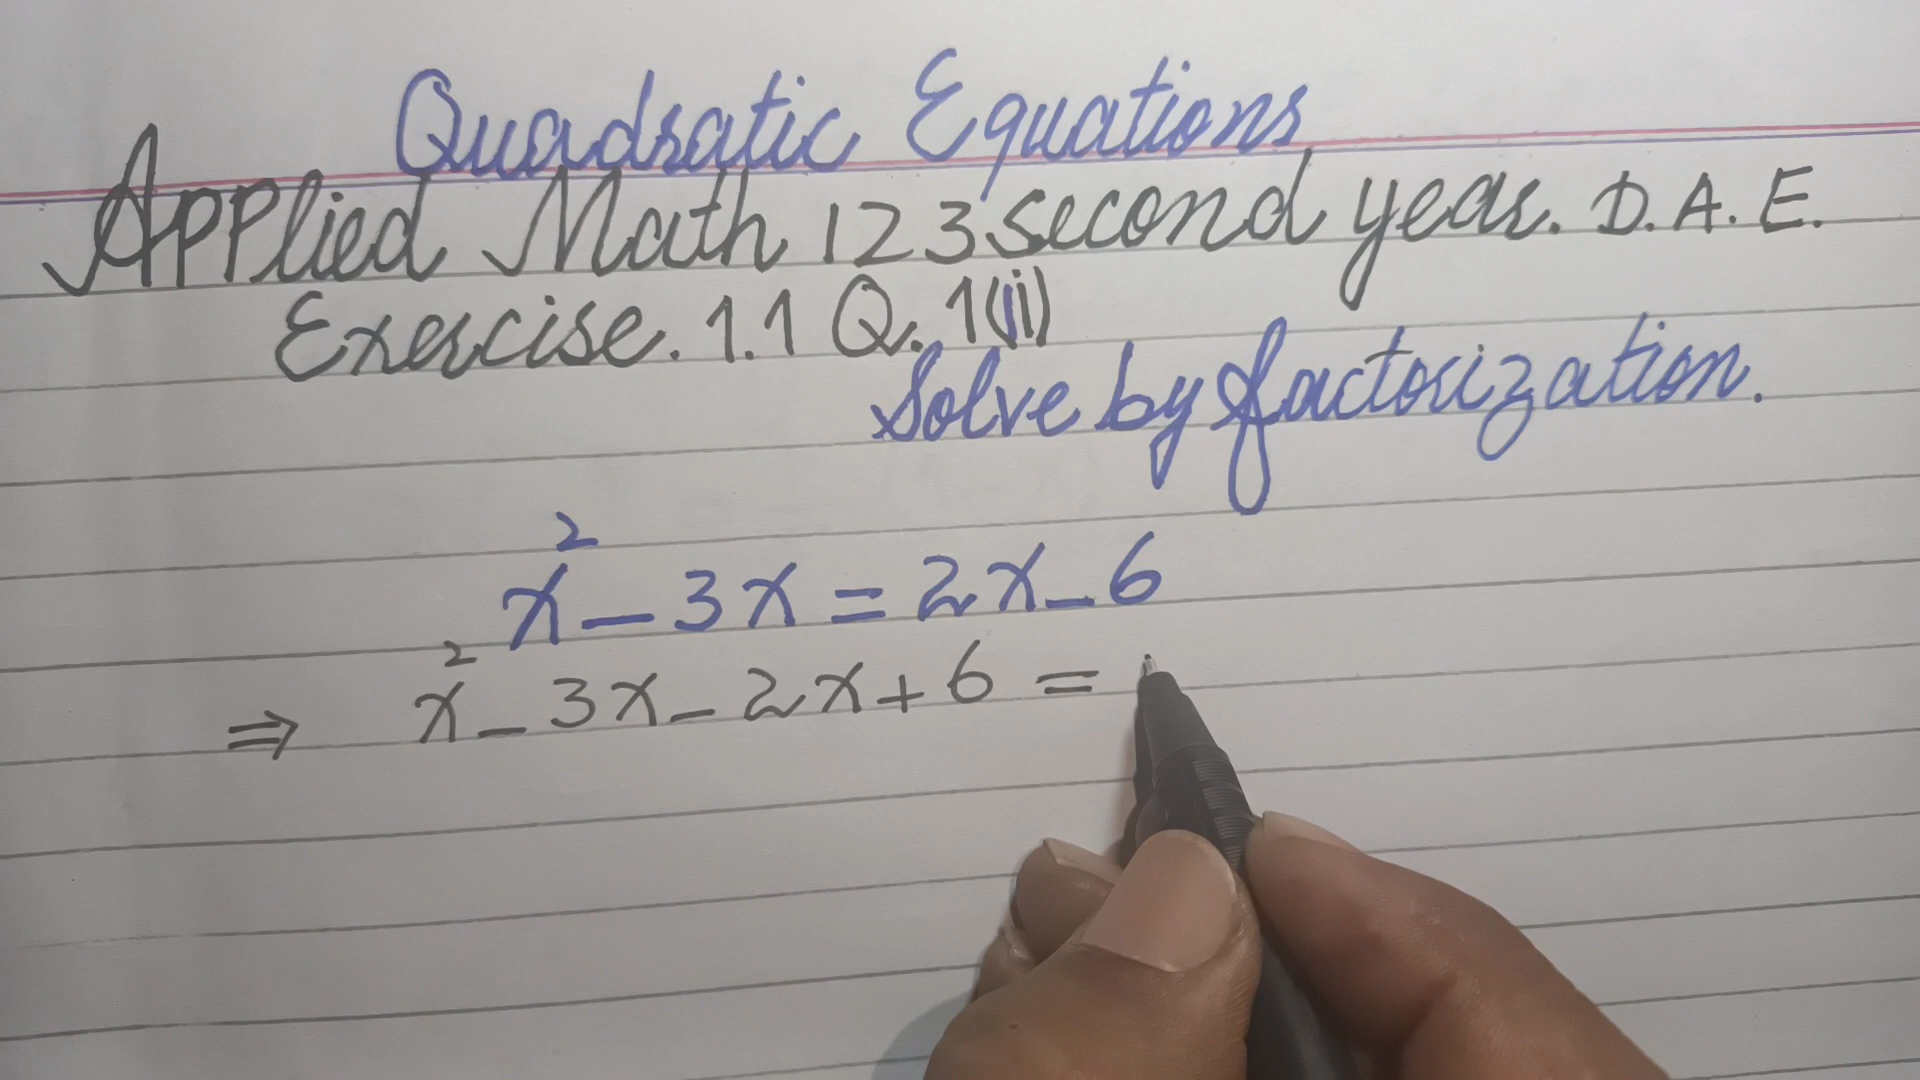 Quadratic Equations
Applied Math 123 second year. D.A.E.
Exercise. 1.1 Q. 1(ii)
Solve by factorization.
x² - 3x = 2x - 6
⇒ x² - 3x - 2x + 6 =